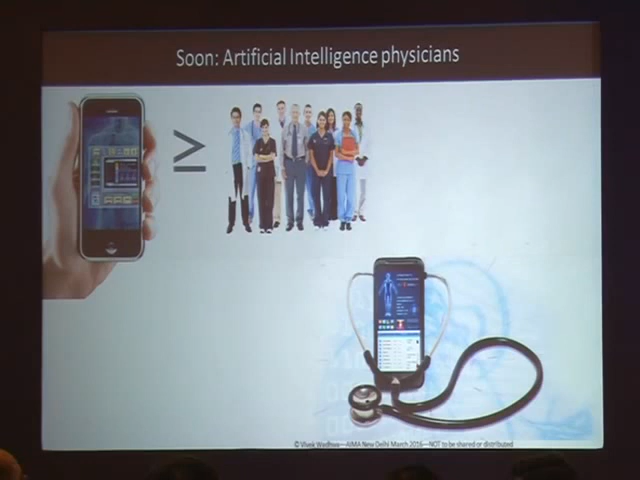 Soon: Artificial Intelligence physicians
≥
© Vivek Wadhwa—AIMA New Delhi March 2016—NOT to be shared or distributed